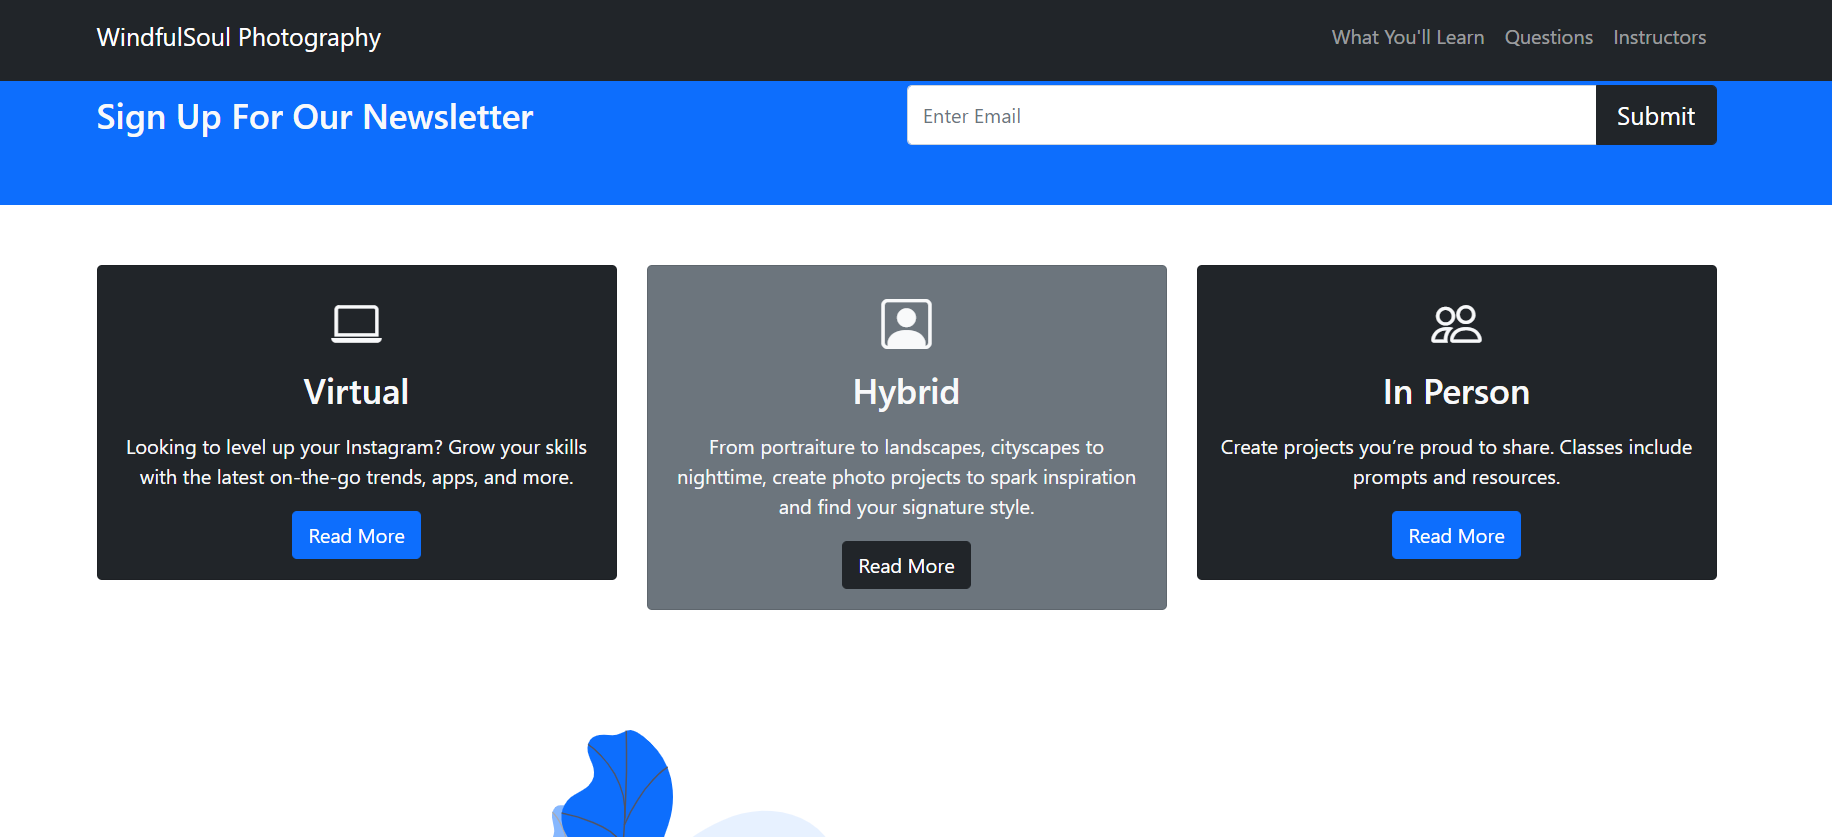 WindfulSoul Photography
What You'll Learn Questions Instructors
Sign Up For Our Newsletter
Enter Email
Submit
Virtual
Looking to level up your Instagram? Grow your skills
with the latest on-the-go trends, apps, and more.
Read More
Hybrid
From portraiture to landscapes, cityscapes to
nighttime, create photo projects to spark inspiration
and find your signature style.
Read More
In Person
Create projects you’re proud to share. Classes include
prompts and resources.
Read More